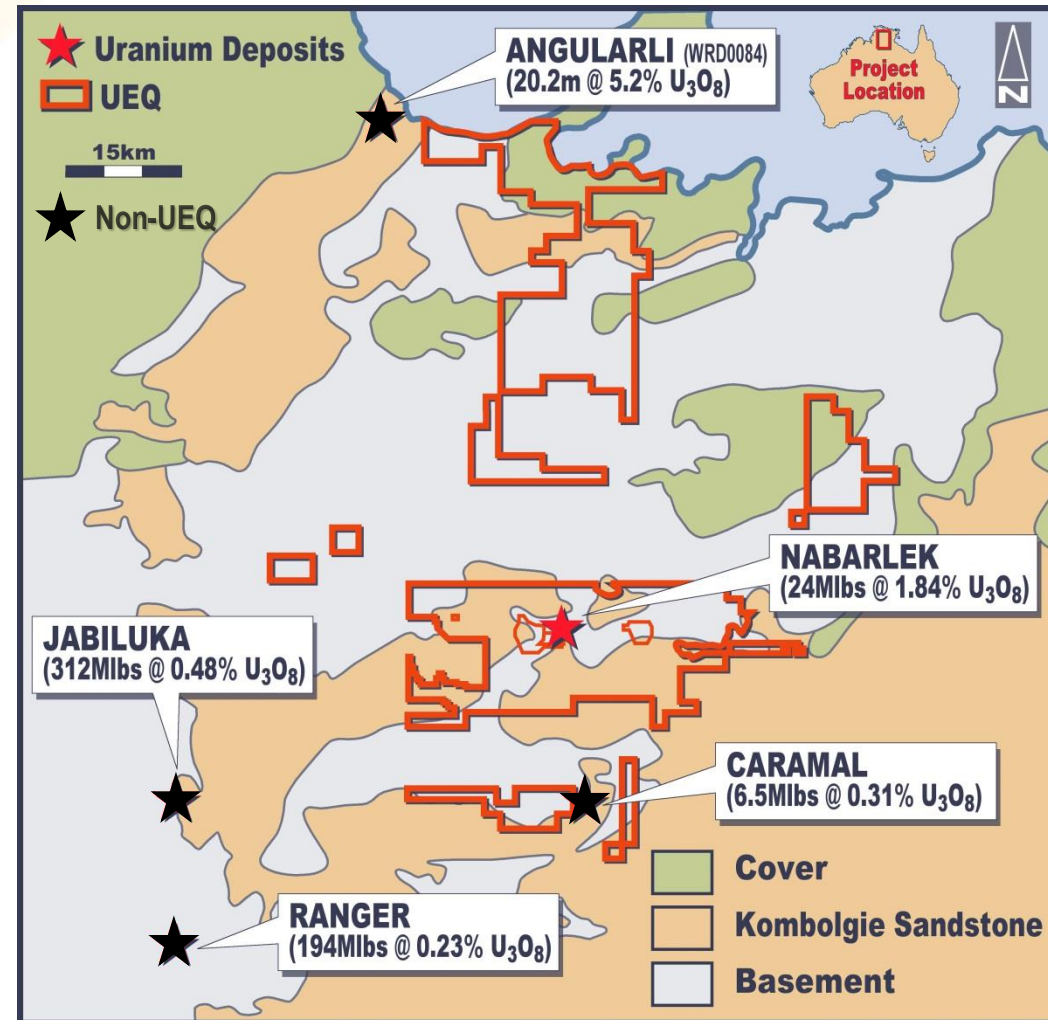 Uranium Deposits
UEQ
15km
Non-UEQ
ANGULARLI (WRD0084)
(20.2m @ 5.2% U₃O₈)
Project
Location
N
NABARLEK
(24Mlbs @ 1.84% U₃O₈)
JABILUKA
(312Mlbs @ 0.48% U₃O₈)
CARAMAL
(6.5Mlbs @ 0.31% U₃O₈)
RANGER
(194Mlbs @ 0.23% U₃O₈)
Cover
Kombolgie Sandstone
Basement